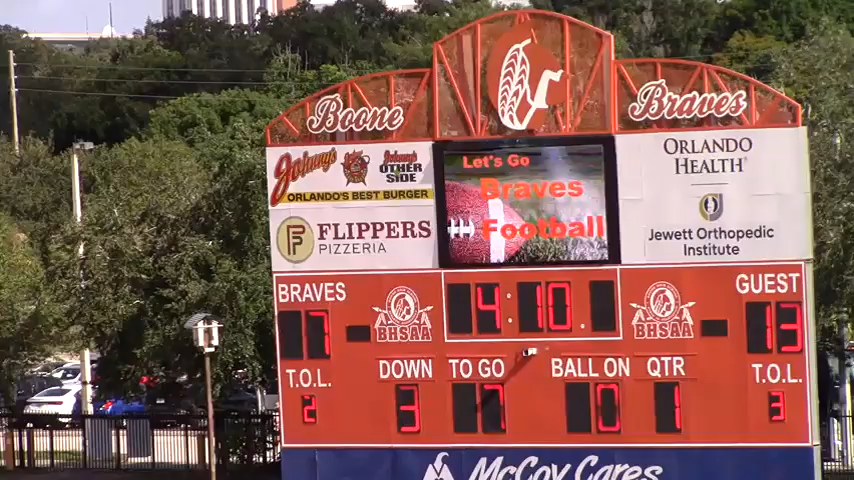 Boone
Braves
Johnny's
Johnny's
OTHER
SIDE
ORLANDO'S BEST BURGER
F
FLIPPERS
PIZZERIA
Let's Go
Braves
Football
ORLANDO
HEALTH
JEWETT ORTHOPEDIC
INSTITUTE
BRAVES
GUEST
7
BHSAA
4:10.
BHSAA
13
T.O.L.
DOWN
TO GO
BALL ON
QTR
T.O.L.
2
3
7
0
1
3
McCoy Cares